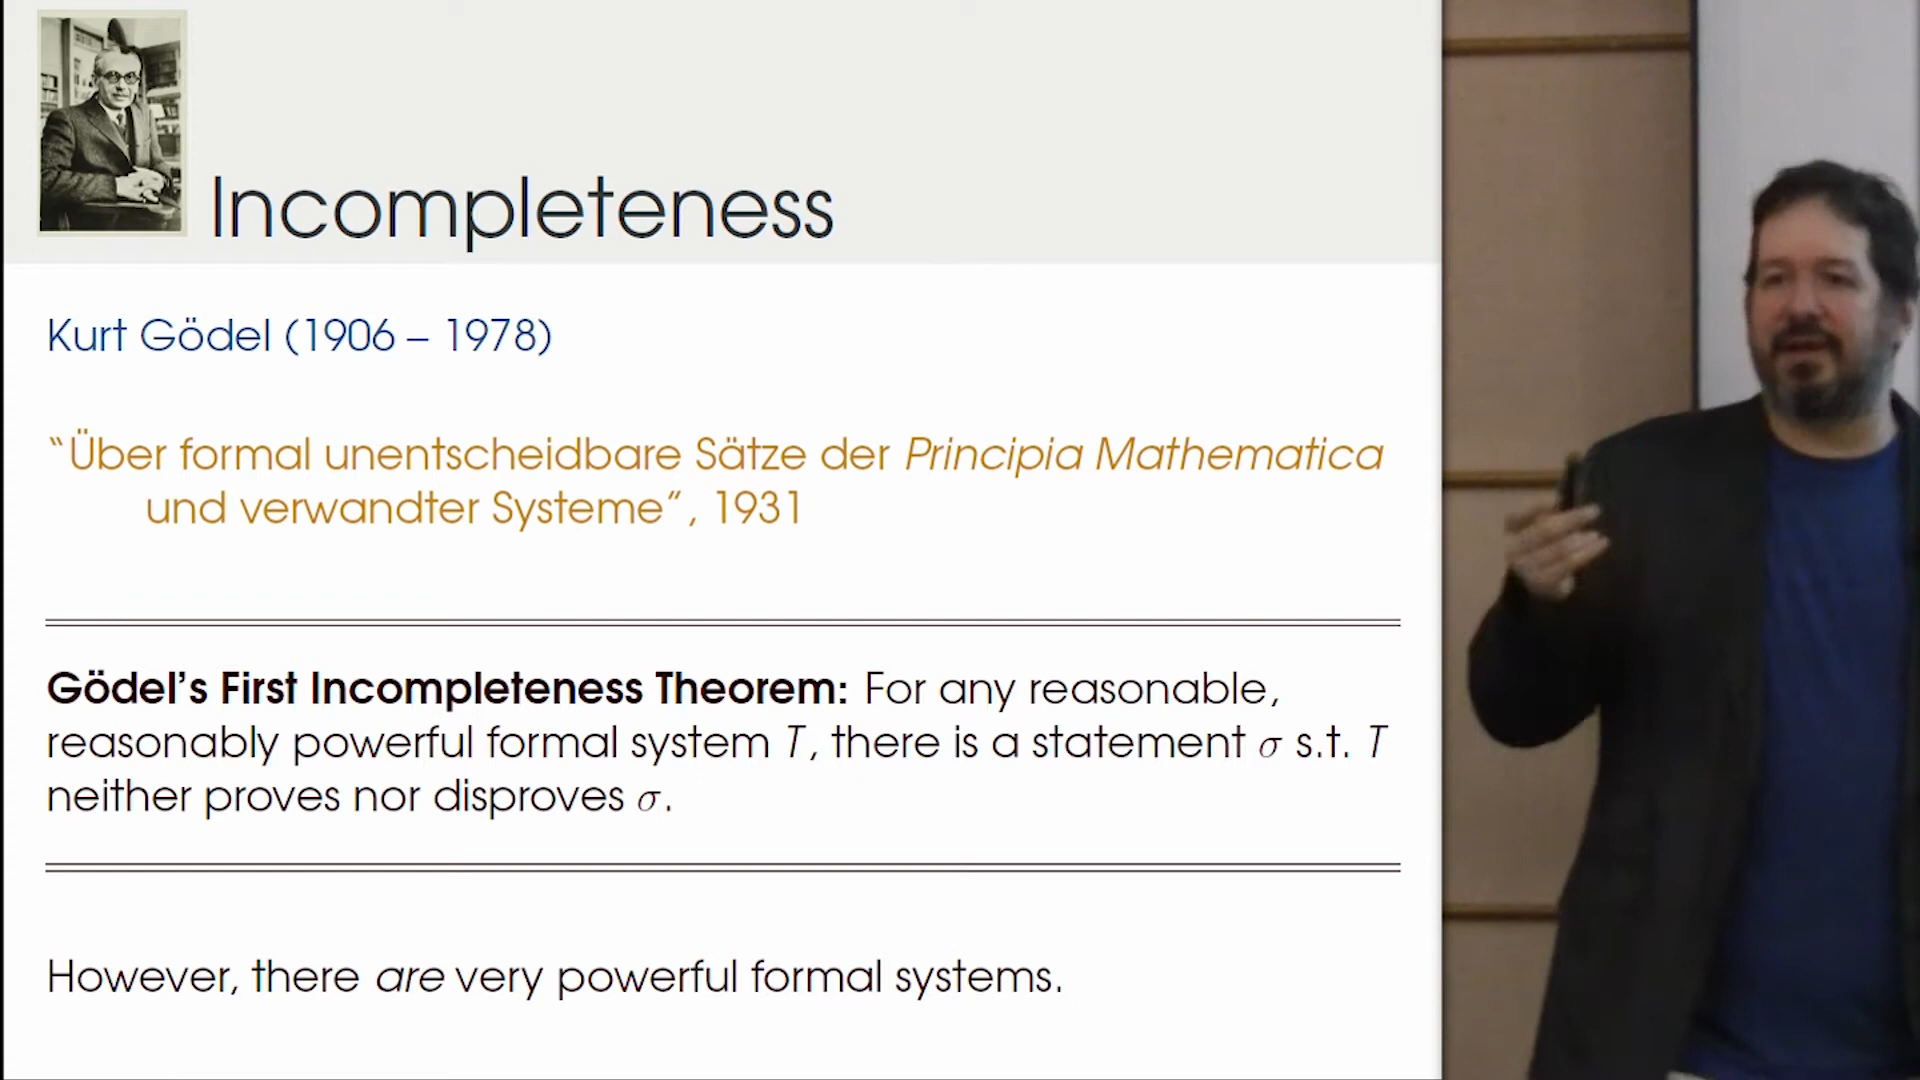 Incompleteness
Kurt Gödel (1906 – 1978)
“Über formal unentscheidbare Sätze der Principia Mathematica
und verwandter Systeme”, 1931
Gödel’s First Incompleteness Theorem: For any reasonable,
reasonably powerful formal system T, there is a statement σ s.t. T
neither proves nor disproves σ.
However, there are very powerful formal systems.